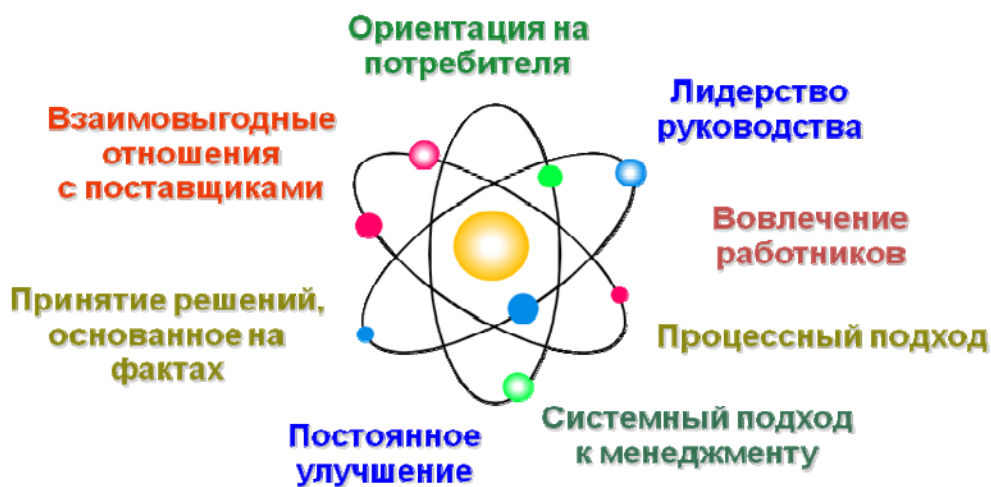 Ориентация на
потребителя
Лидерство
руководства
Вовлечение
работников
Процессный подход
Системный подход
к менеджменту
Постоянное
улучшение
Принятие решений,
основанное на
фактах
Взаимовыгодные
отношения
с поставщиками